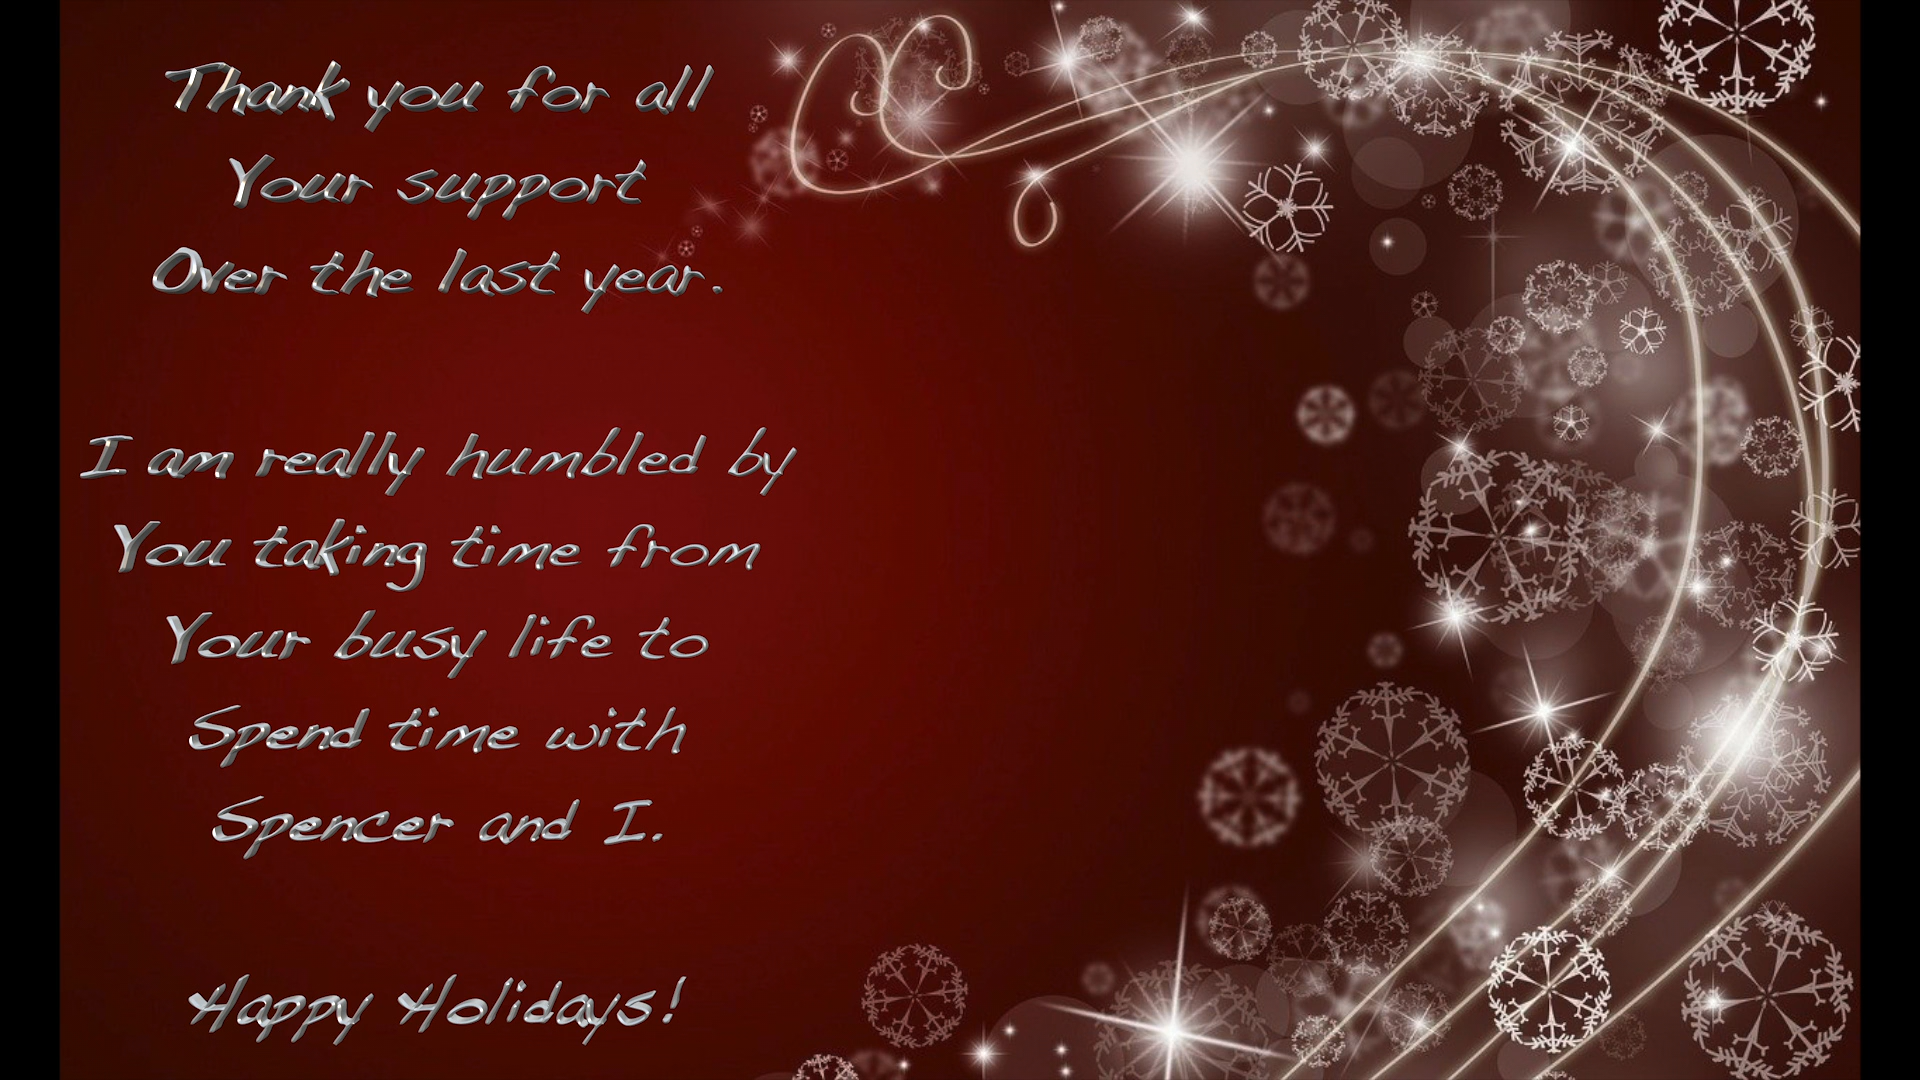 Thank you for all
Your support
Over the last year.
I am really humbled by
You taking time from
Your busy life to
Spend time with
Spencer and I.
Happy Holidays!